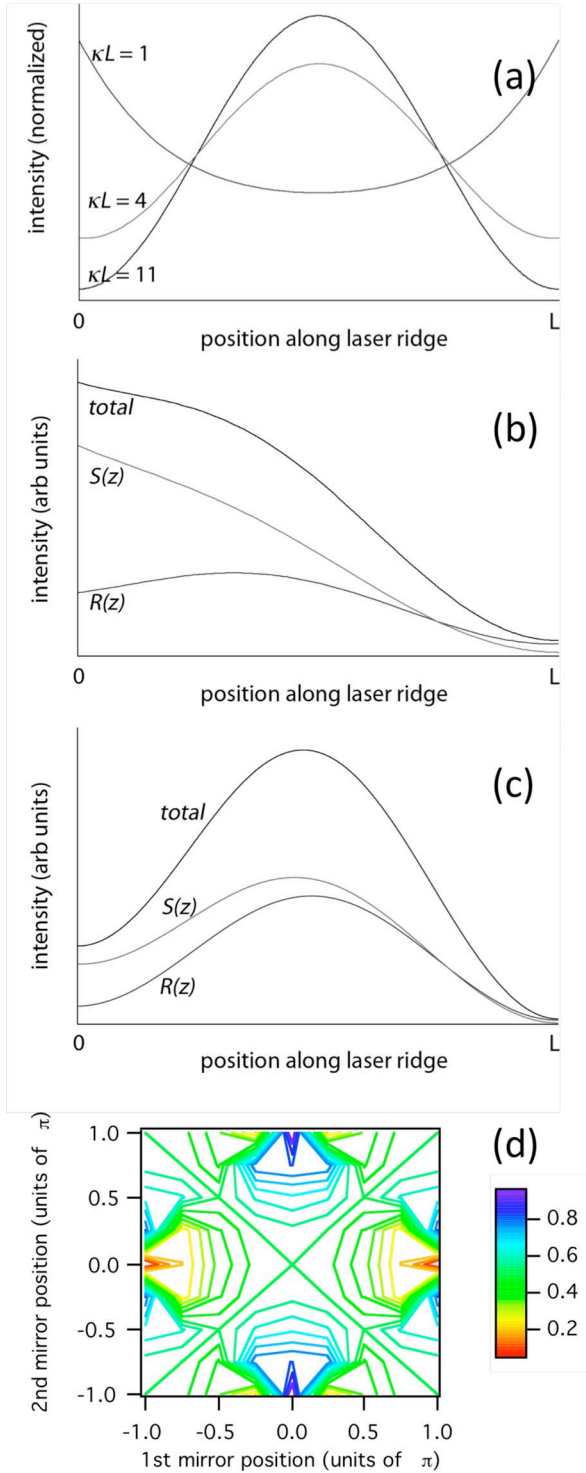 (a)
intensity (normalized)
κL = 1
κL = 4
κL = 11
0
L
position along laser ridge
(b)
intensity (arb units)
total
S(z)
R(z)
0
L
position along laser ridge
(c)
intensity (arb units)
total
S(z)
R(z)
0
L
position along laser ridge
(d)
2nd mirror position (units of π)
1.0
0.5
0.0
-0.5
-1.0
-1.0 -0.5 0.0 0.5 1.0
1st mirror position (units of π)
0.8
0.6
0.4
0.2